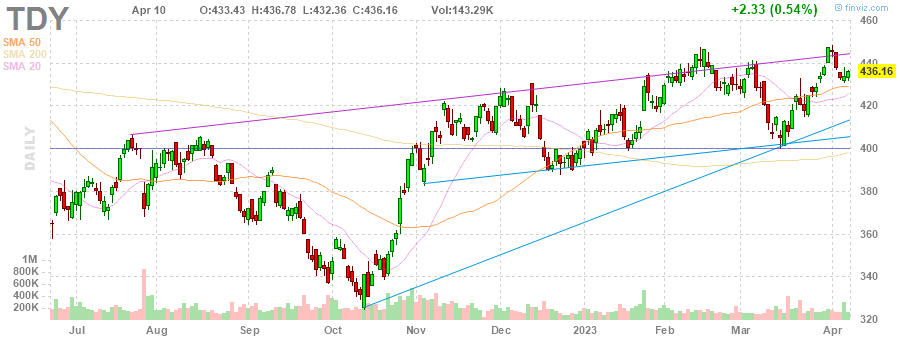 TDY
Apr 10 O:433.43 H:436.78 L:432.36 C:436.16 Vol:143.29K +2.33 (0.54%)
© finviz.com
SMA 50
SMA 200
SMA 20
DAILY
460
440
436.16
420
400
380
360
340
320
1M
800K
600K
400K
200K
Jul Aug Sep Oct Nov Dec 2023 Feb Mar Apr